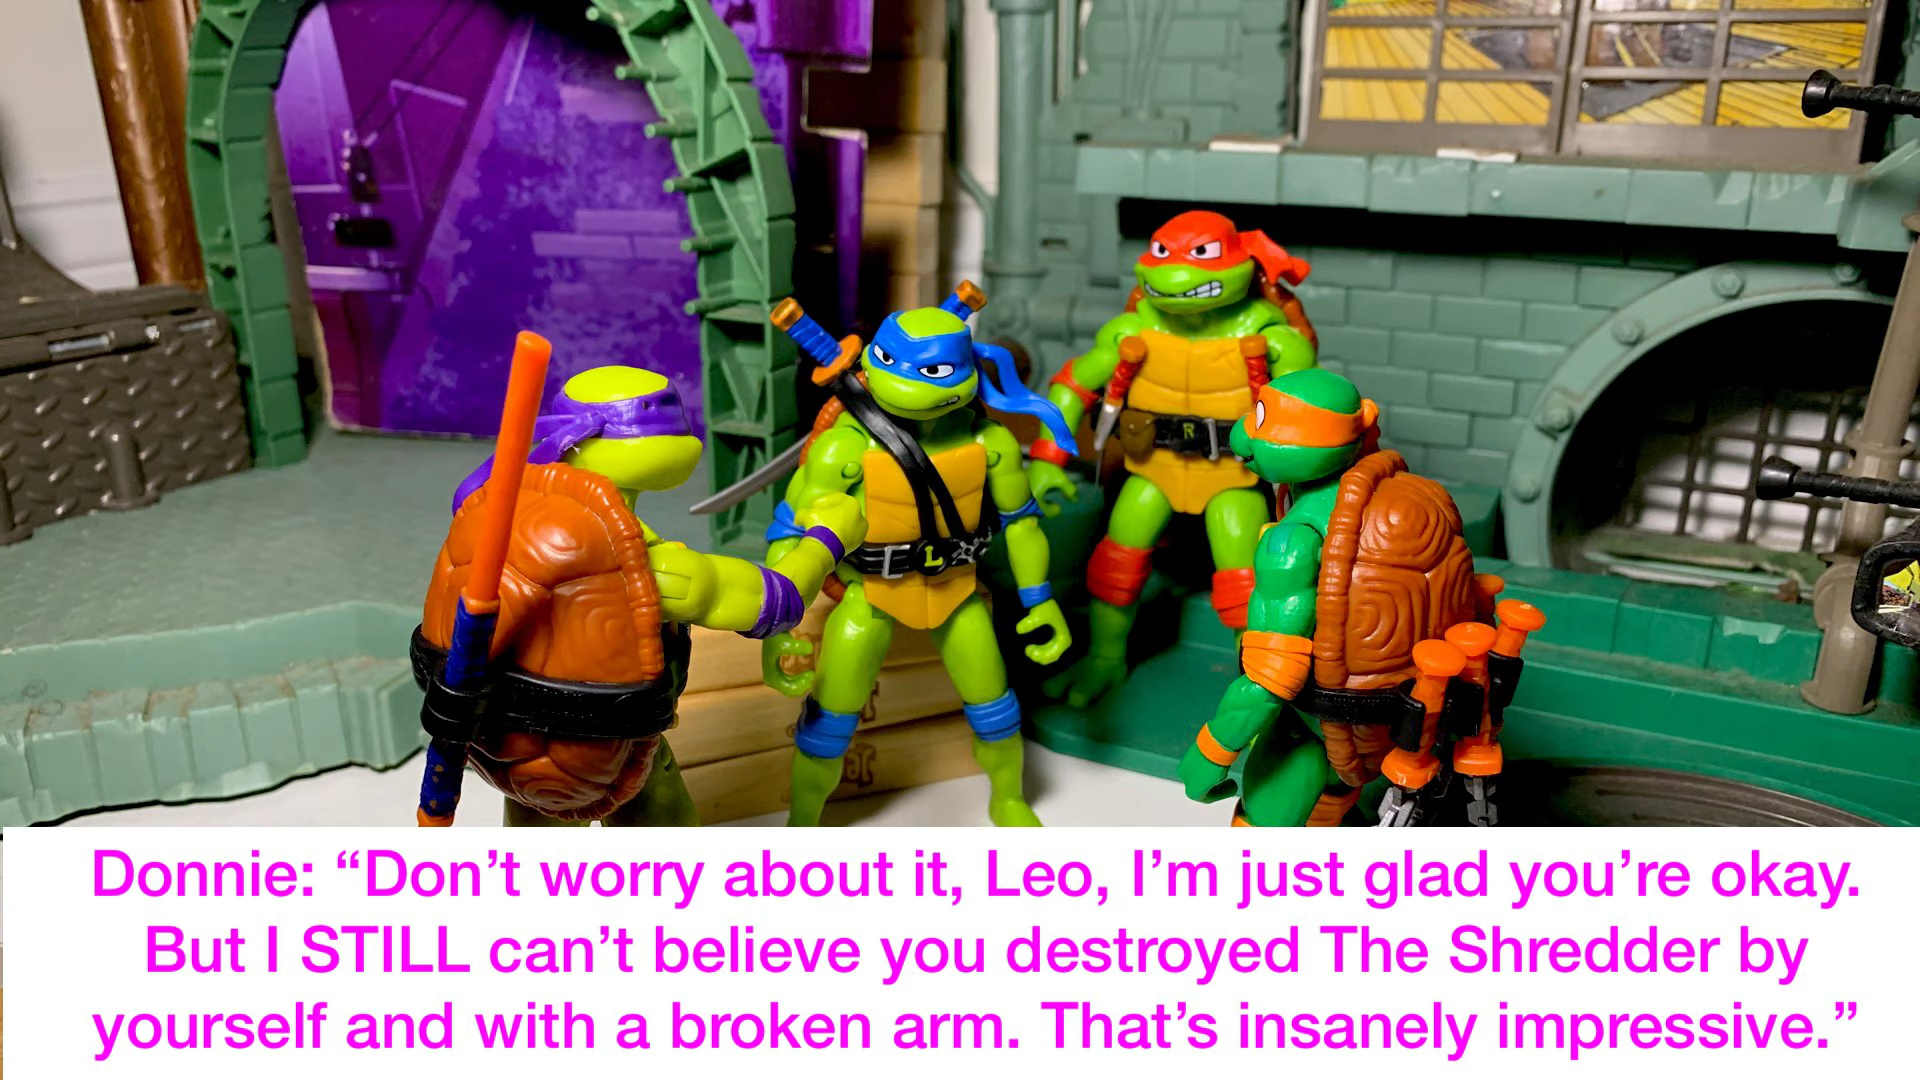 R
L
Donnie: “Don’t worry about it, Leo, I’m just glad you’re okay.
But I STILL can’t believe you destroyed The Shredder by
yourself and with a broken arm. That’s insanely impressive.”